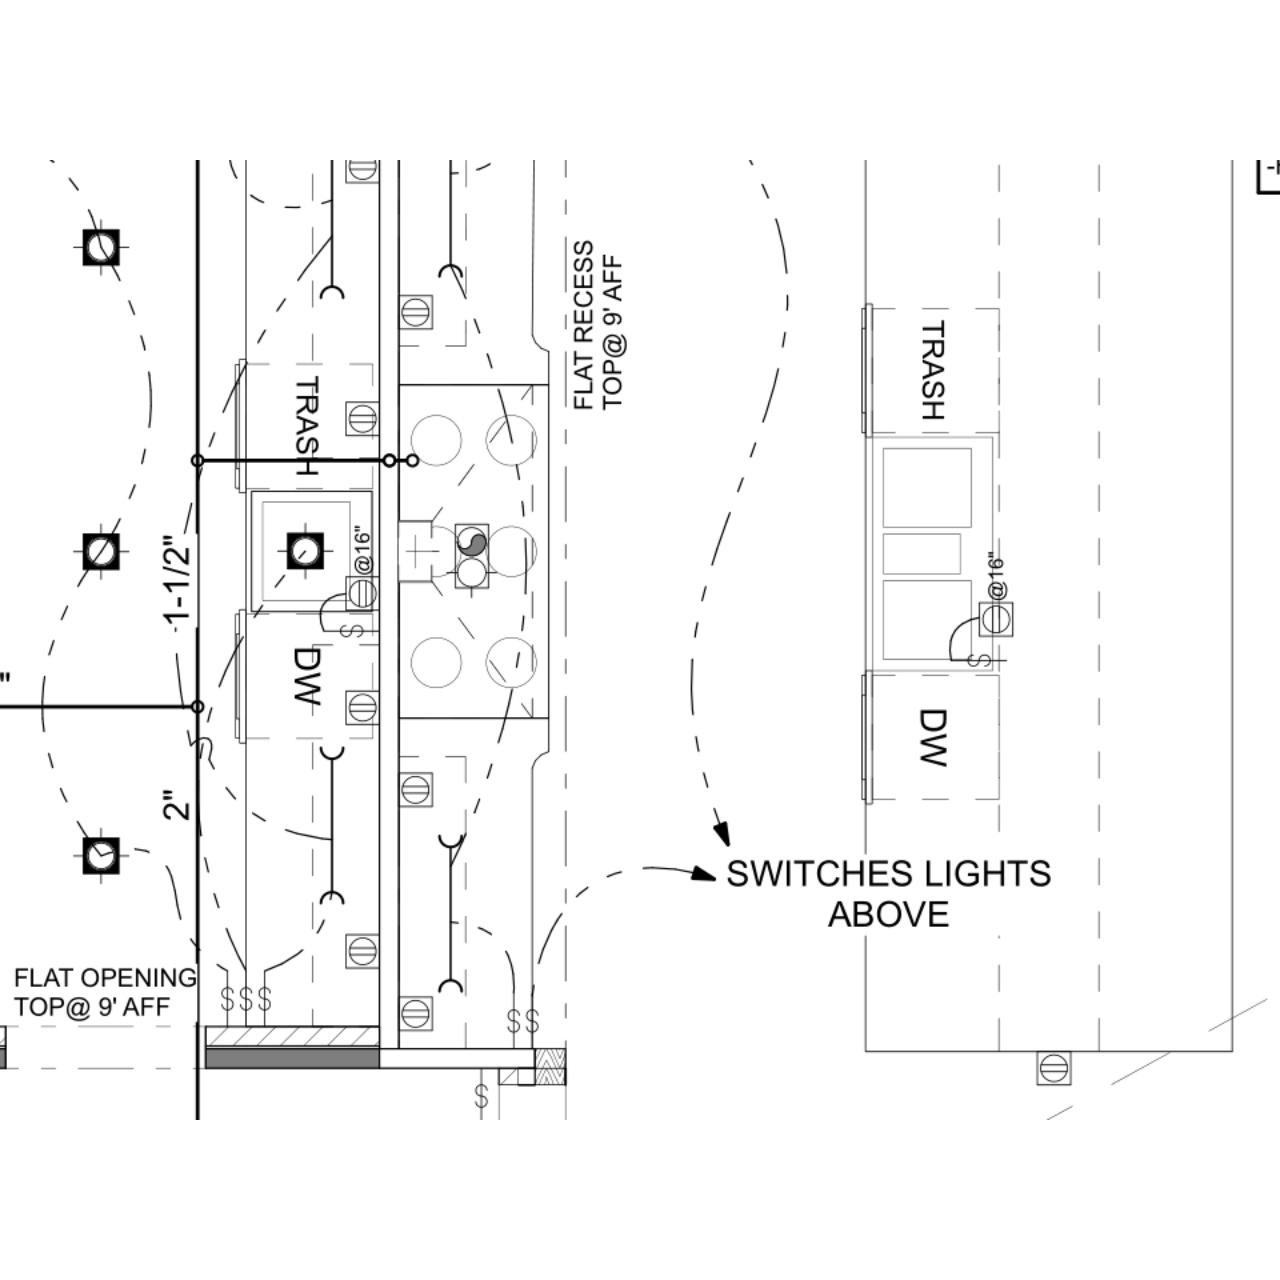 FLAT RECESS
TOP@ 9' AFF
TRASH
TRASH
1-1/2"
@16"
@16"
S
S
DW
DW
"
2"
SWITCHES LIGHTS
ABOVE
FLAT OPENING
TOP@ 9' AFF
S S S
S S
S